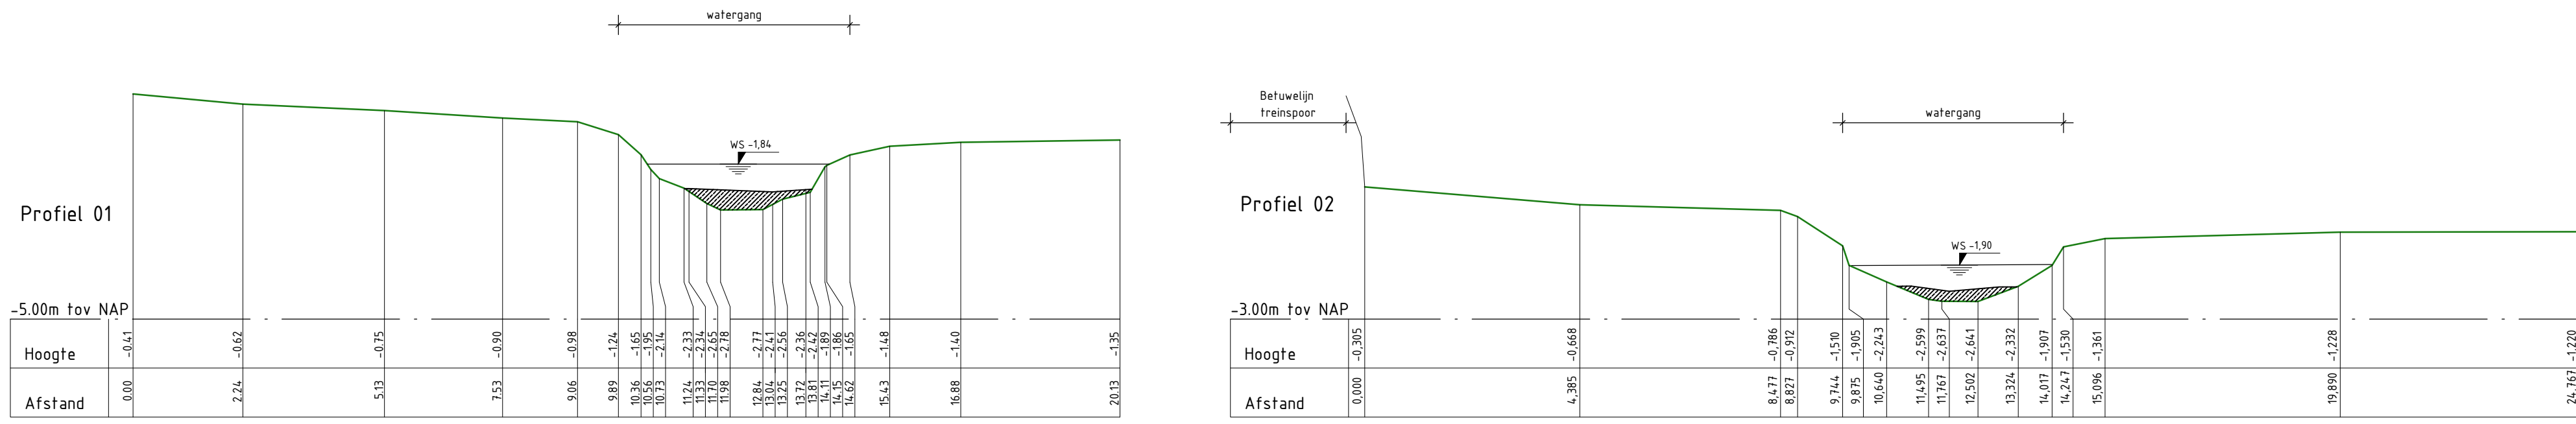 watergang
WS -1,84
Profiel 01
-5.00m tov NAP
Hoogte -0.41 -0.62 -0.75 -0.90 -0.98 -1.24 -1.65 -1.95 -2.14 -2.33 -2.34 -2.65 -2.78 -2.77 -2.41 -2.56 -2.36 -2.42 -1.89 -1.86 -1.65 -1.48 -1.40 -1.35
Afstand 0.00 2.24 5.13 7.53 9.06 9.89 10.36 10.56 10.73 11.24 11.33 11.70 11.98 12.84 13.04 13.25 13.72 13.81 14.11 14.15 14.62 15.43 16.88 20.13
Betuwelijn
treinspoor
watergang
WS -1,90
Profiel 02
-3.00m tov NAP
Hoogte -0,305 -0,668 -0,786 -0,912 -1,510 -1,905 -2,243 -2,599 -2,637 -2,641 -2,332 -1,907 -1,530 -1,361 -1,228 -1,220
Afstand 0,000 4,385 8,477 8,827 9,744 9,875 10,640 11,495 11,767 12,502 13,324 14,017 14,247 15,096 19,890 24,767